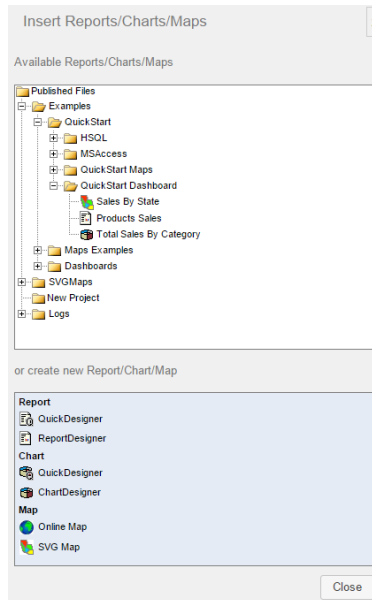 Insert Reports/Charts/Maps
Available Reports/Charts/Maps
Published Files
Examples
QuickStart
HSQL
MSAccess
QuickStart Maps
QuickStart Dashboard
Sales By State
Products Sales
Total Sales By Category
Maps Examples
Dashboards
SVGMaps
New Project
Logs
or create new Report/Chart/Map
Report
QuickDesigner
ReportDesigner
Chart
QuickDesigner
ChartDesigner
Map
Online Map
SVG Map
Close